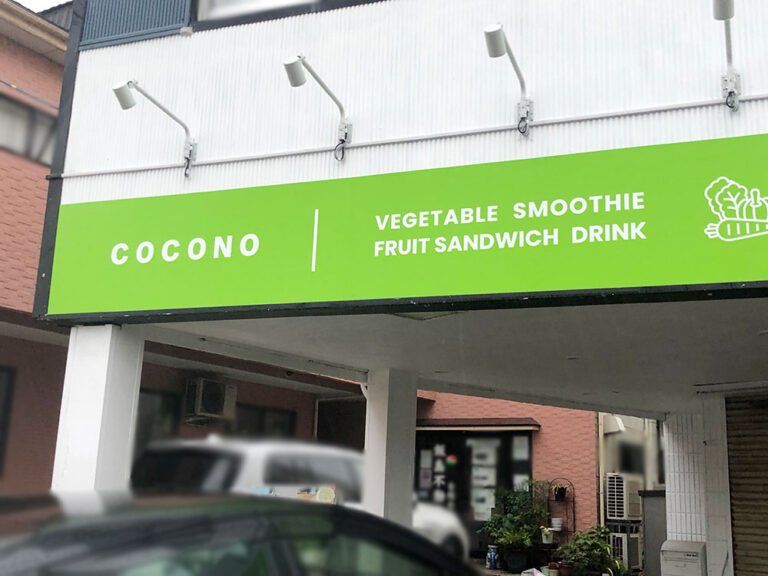 COCONO
VEGETABLE SMOOTHIE
FRUIT SANDWICH DRINK